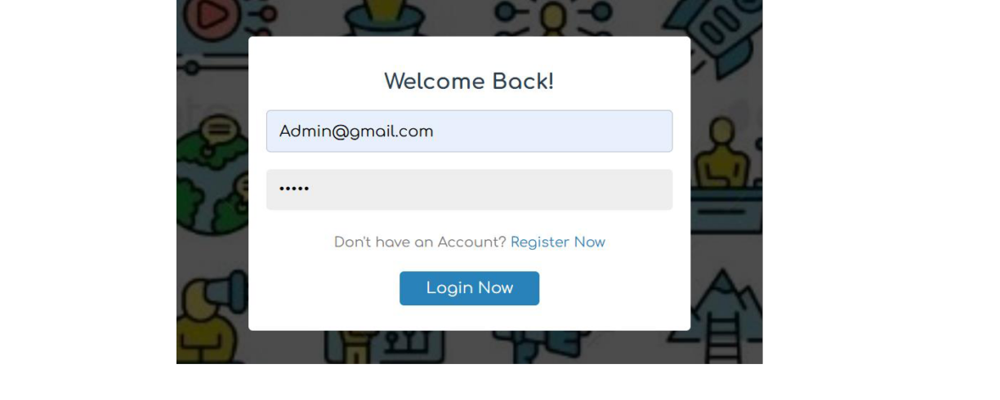 Welcome Back!
Admin@gmail.com
•••••
Don't have an Account? Register Now
Login Now